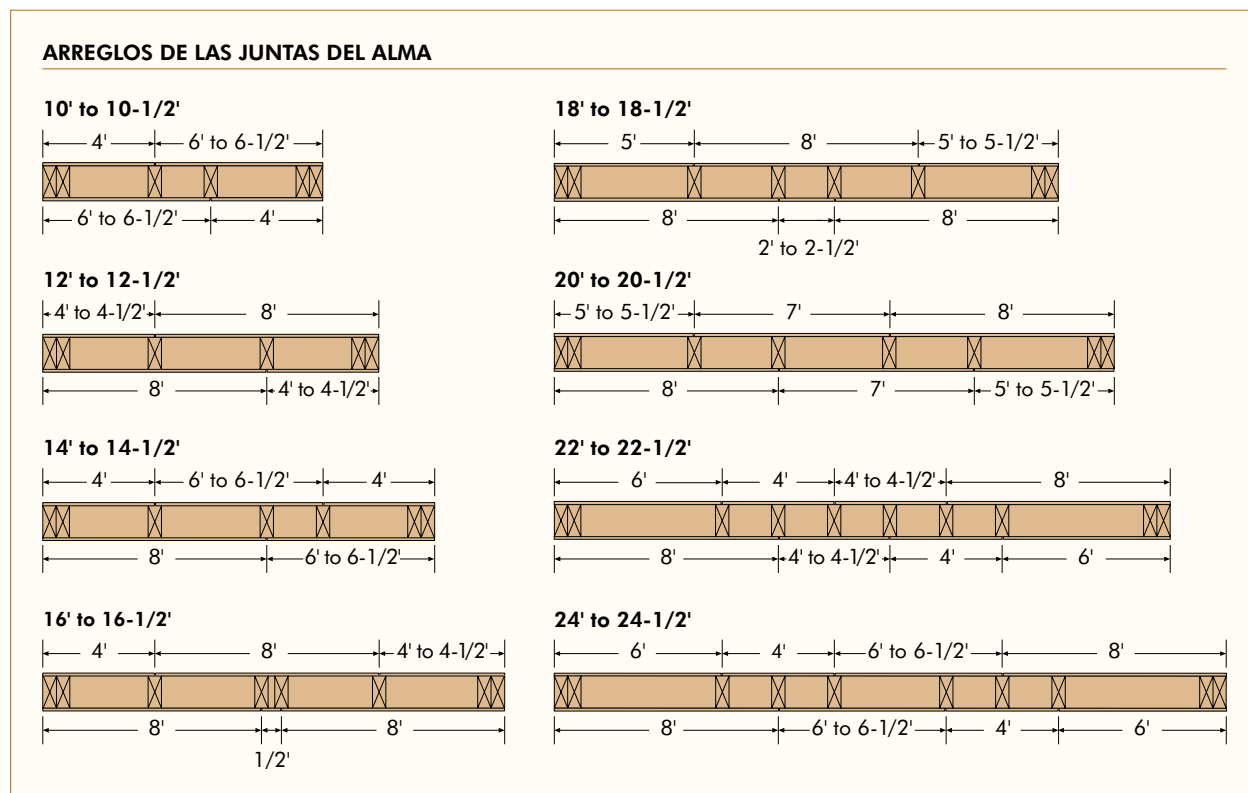 ARREGLOS DE LAS JUNTAS DEL ALMA
10' to 10-1/2'
4' 6' to 6-1/2'
6' to 6-1/2' 4'
12' to 12-1/2'
4' to 4-1/2' 8'
8' 4' to 4-1/2'
14' to 14-1/2'
4' 6' to 6-1/2' 4'
8' 6' to 6-1/2'
16' to 16-1/2'
4' 8' 4' to 4-1/2'
8' 8'
1/2'
18' to 18-1/2'
5' 8' 5' to 5-1/2'
8' 8'
2' to 2-1/2'
20' to 20-1/2'
5' to 5-1/2' 7' 8'
8' 7' 5' to 5-1/2'
22' to 22-1/2'
6' 4' 4' to 4-1/2' 8'
8' 4' to 4-1/2' 4' 6'
24' to 24-1/2'
6' 4' 6' to 6-1/2' 8'
8' 6' to 6-1/2' 4' 6'